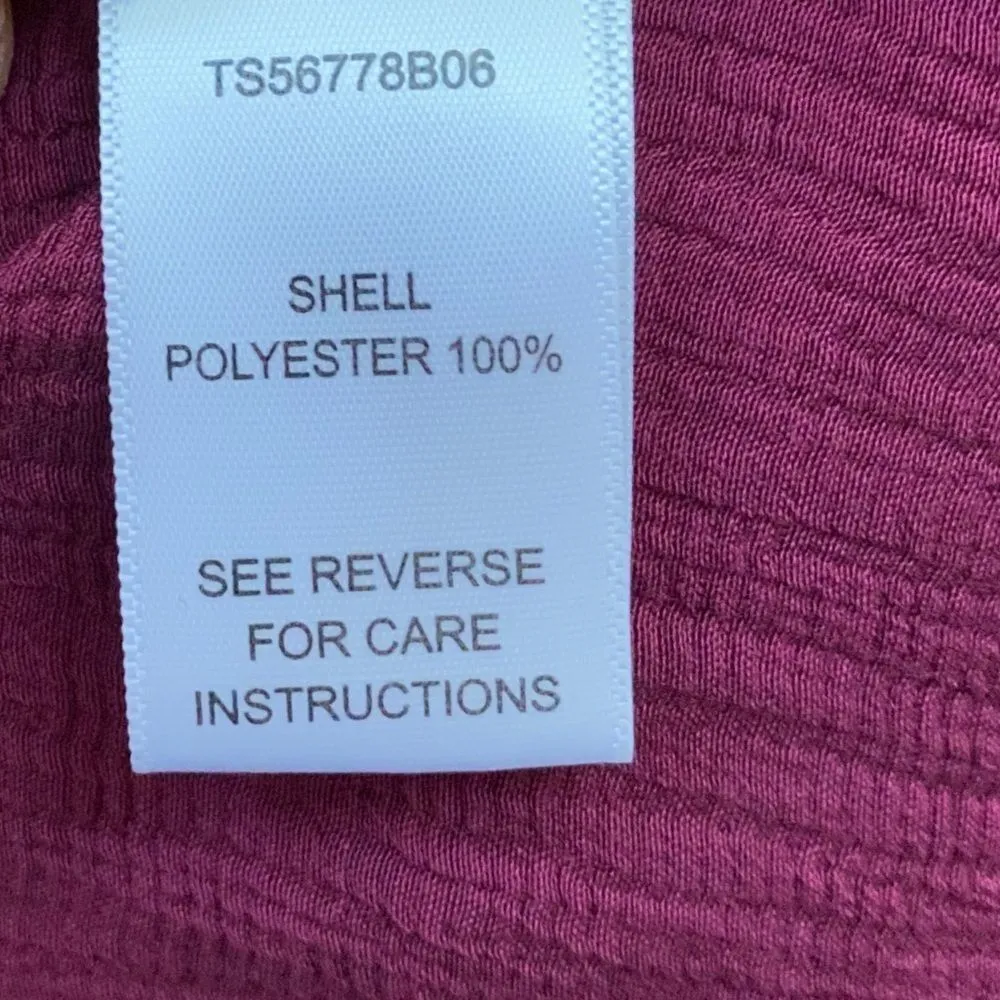 TS56778B06
SHELL
POLYESTER 100%
SEE REVERSE
FOR CARE
INSTRUCTIONS